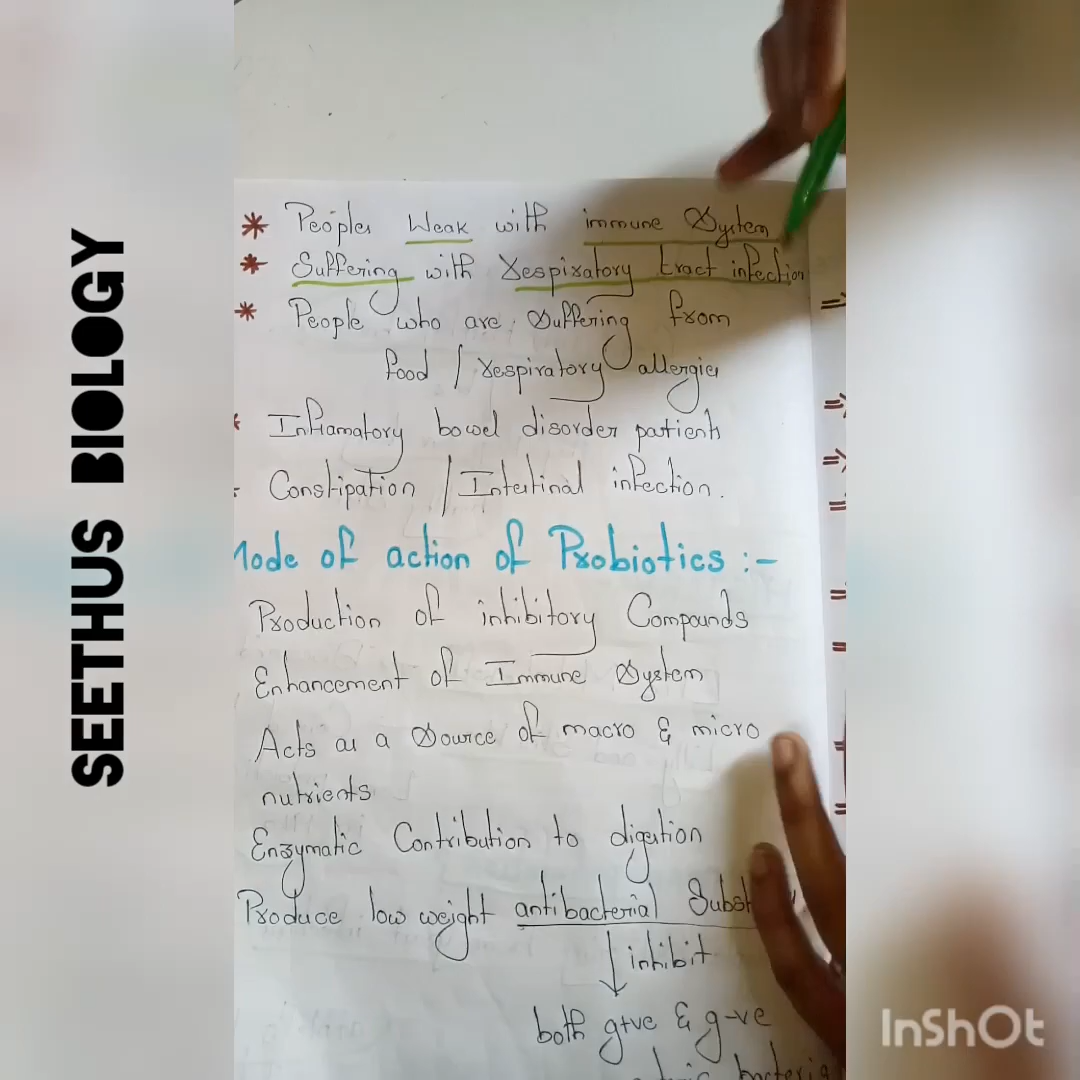 SEETHUS BIOLOGY
* Peoples Weak with immune System
* Suffering with respiratory tract infection
* People who are suffering from
food / respiratory allergies
* Inflamatory bowel disorder patients
Constipation / Intestinal infection.
Mode of action of Probiotics :-
Production of inhibitory Compounds
Enhancement of Immune System
Acts as a Source of macro & micro
nutrients
Enzymatic Contribution to digestion
Produce low weight antibacterial
↓ inhibit
both g+ve & g-ve
bacteria
InShOt